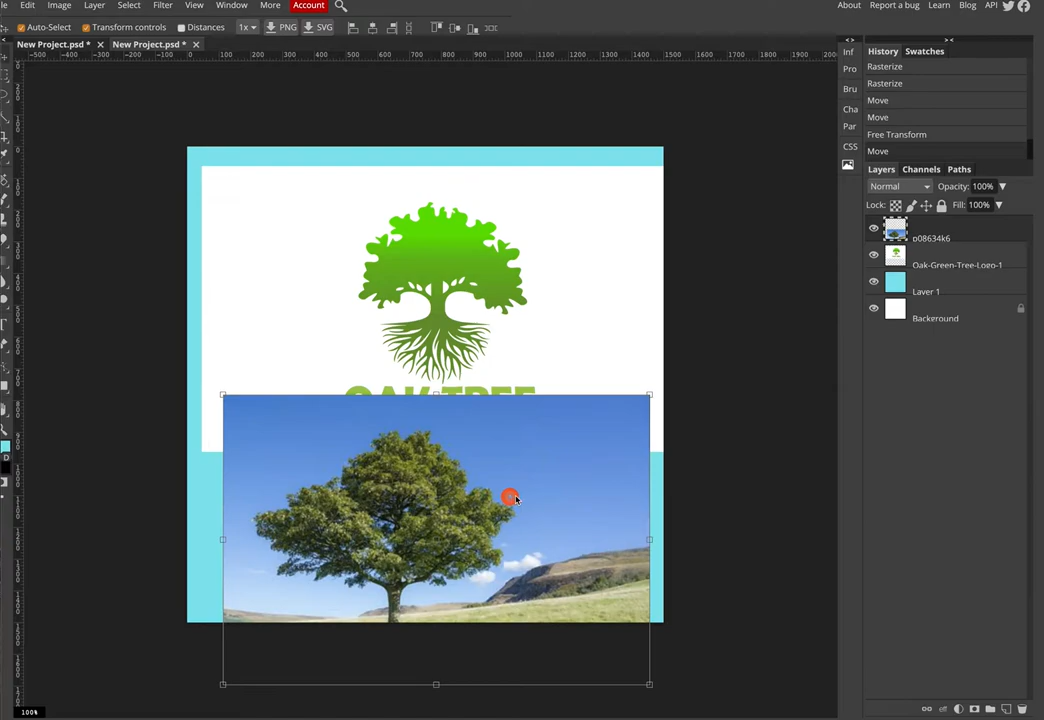 le Edit Image Layer Select Filter View Window More Account About Report a bug Learn Blog API
Auto-Select Transform controls Distances 1x PNG SVG
New Project.psd * New Project.psd *
Inf
Pro
Bru
Cha
Par
CSS
History Swatches
Rasterize
Rasterize
Move
Move
Free Transform
Move
Layers Channels Paths
Normal Opacity: 100%
Lock: Fill: 100%
p08634k6
Oak-Green-Tree-Logo-1
Layer 1
Background
OAK TREE
D
100%